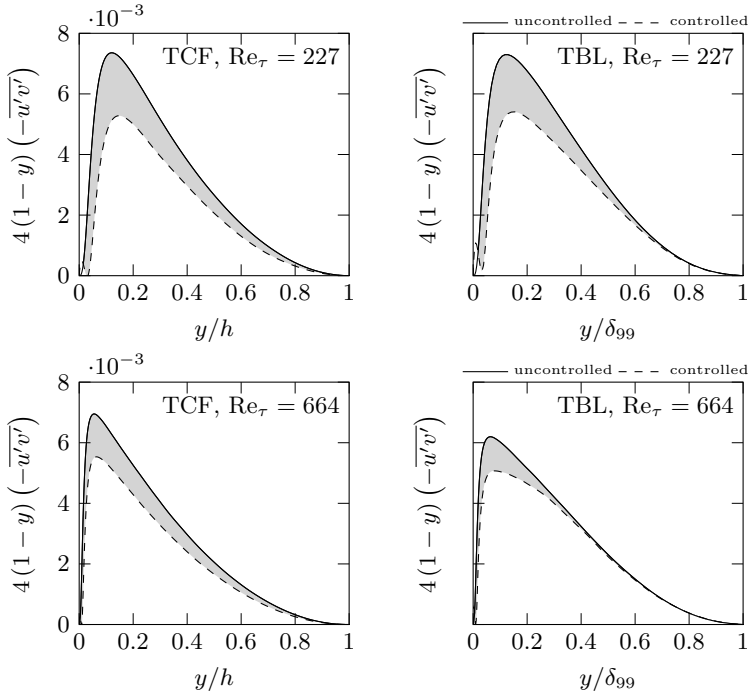 ·10⁻³
uncontrolled controlled
8
6
4
2
0
4 (1 − y) (−u′v′)
TCF, Reτ = 227
0 0.2 0.4 0.6 0.8 1
y/h
4 (1 − y) (−u′v′)
TBL, Reτ = 227
0 0.2 0.4 0.6 0.8 1
y/δ99
·10⁻³
uncontrolled controlled
8
6
4
2
0
4 (1 − y) (−u′v′)
TCF, Reτ = 664
0 0.2 0.4 0.6 0.8 1
y/h
4 (1 − y) (−u′v′)
TBL, Reτ = 664
0 0.2 0.4 0.6 0.8 1
y/δ99